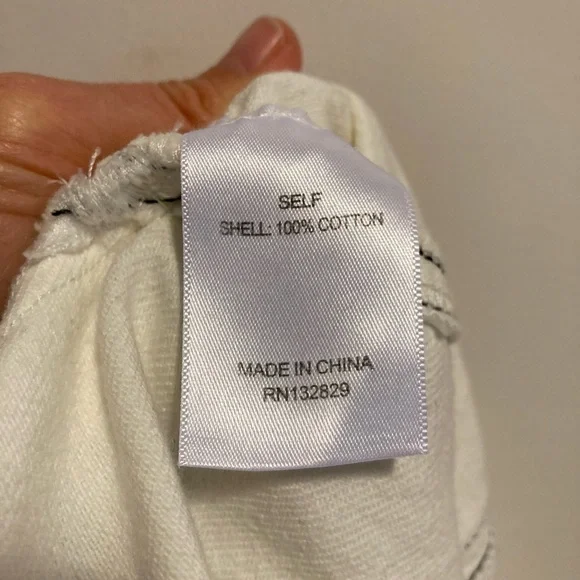 SELF
SHELL: 100% COTTON
MADE IN CHINA
RN132829